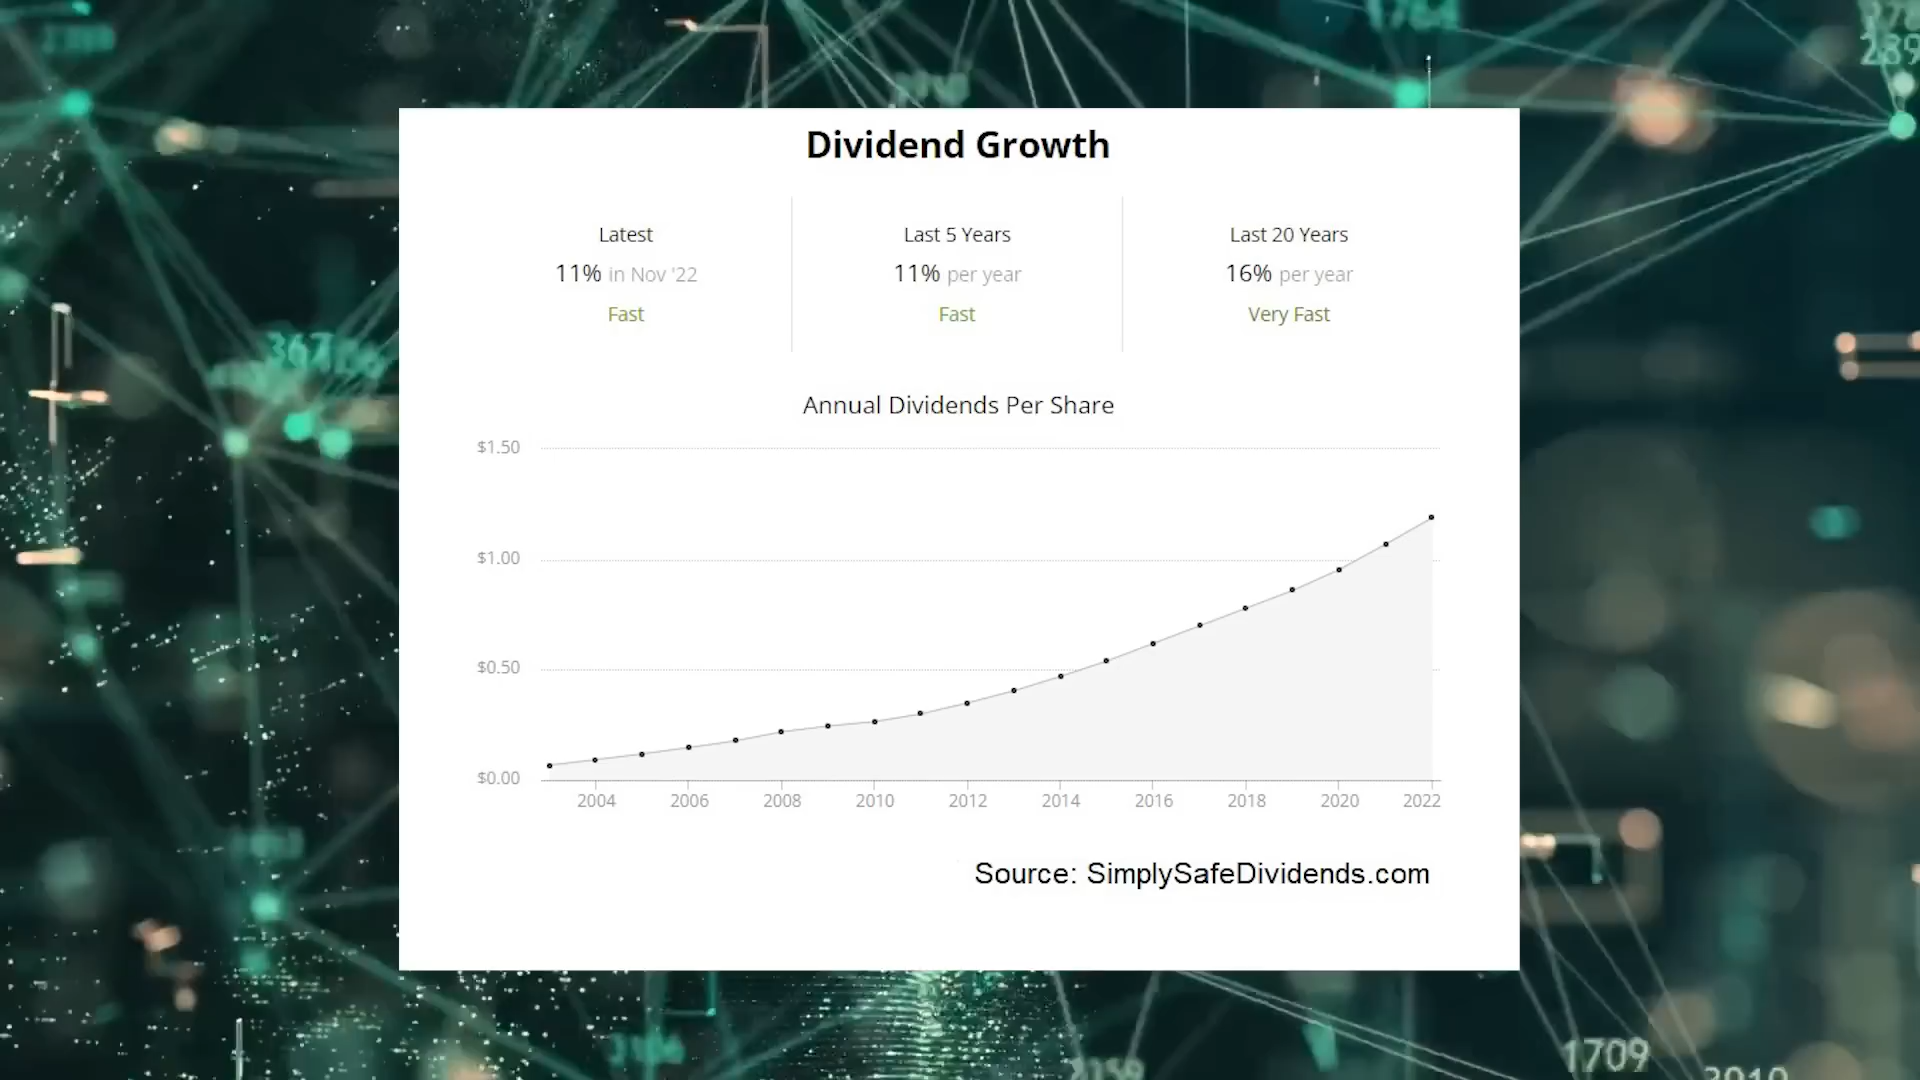 Dividend Growth
Latest
11% in Nov '22
Fast
Last 5 Years
11% per year
Fast
Last 20 Years
16% per year
Very Fast
Annual Dividends Per Share
$1.50
$1.00
$0.50
$0.00
2004 2006 2008 2010 2012 2014 2016 2018 2020 2022
Source: SimplySafeDividends.com
1709